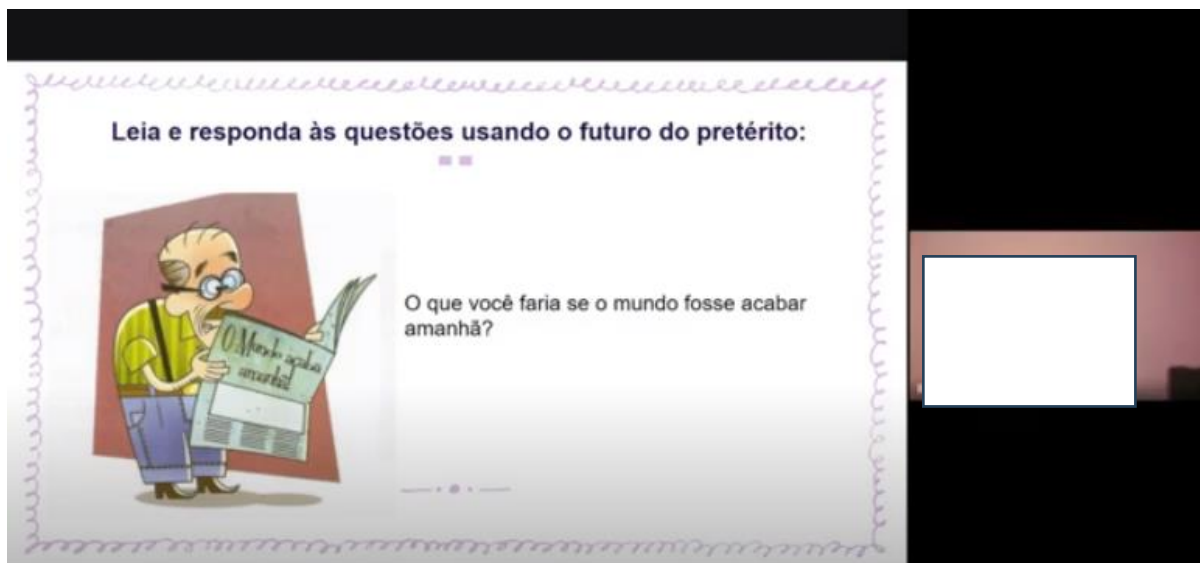 Leia e responda às questões usando o futuro do pretérito:
O Mundo acaba
amanhã!
O que você faria se o mundo fosse acabar
amanhã?